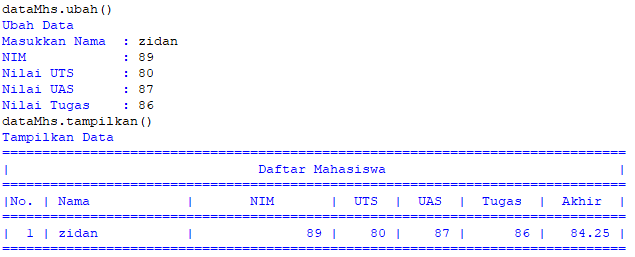 dataMhs.ubah()
Ubah Data
Masukkan Nama  : zidan
NIM            : 89
Nilai UTS      : 80
Nilai UAS      : 87
Nilai Tugas    : 86
dataMhs.tampilkan()
Tampilkan Data
==============================================================================
|                               Daftar Mahasiswa                             |
==============================================================================
|No. | Nama            |       NIM       |  UTS  |  UAS  |  Tugas  |  Akhir  |
==============================================================================
|  1 | zidan           |              89 |    80 |    87 |      86 |   84.25 |
==============================================================================